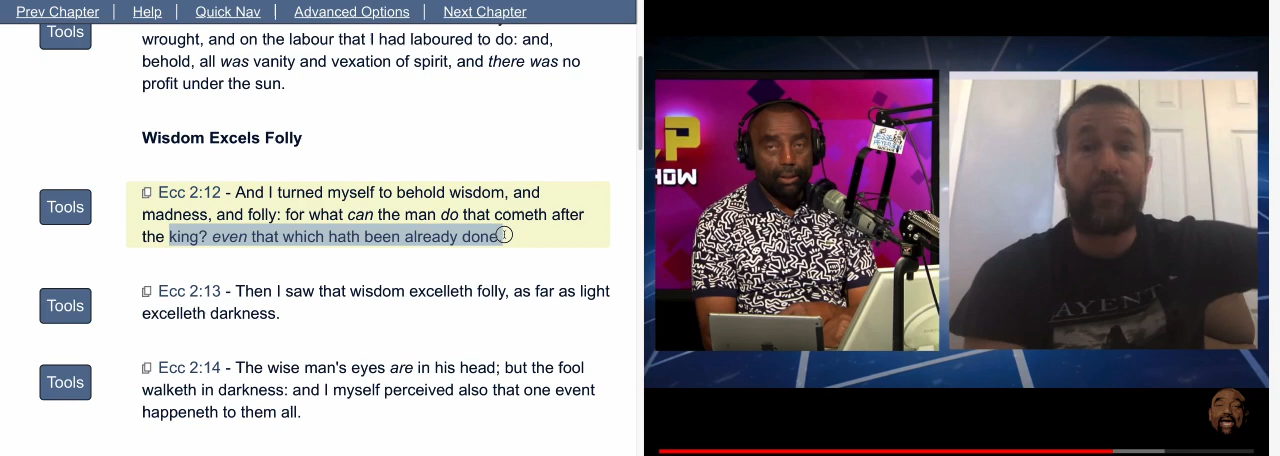 Prev Chapter | Help | Quick Nav | Advanced Options | Next Chapter
Tools
wrought, and on the labour that I had laboured to do: and,
behold, all was vanity and vexation of spirit, and there was no
profit under the sun.
Wisdom Excels Folly
Tools
Ecc 2:12 - And I turned myself to behold wisdom, and
madness, and folly: for what can the man do that cometh after
the king? even that which hath been already done.
Tools
Ecc 2:13 - Then I saw that wisdom excelleth folly, as far as light
excelleth darkness.
Tools
Ecc 2:14 - The wise man's eyes are in his head; but the fool
walketh in darkness: and I myself perceived also that one event
happeneth to them all.
P
HOW
JESSE
PETER
AYENT